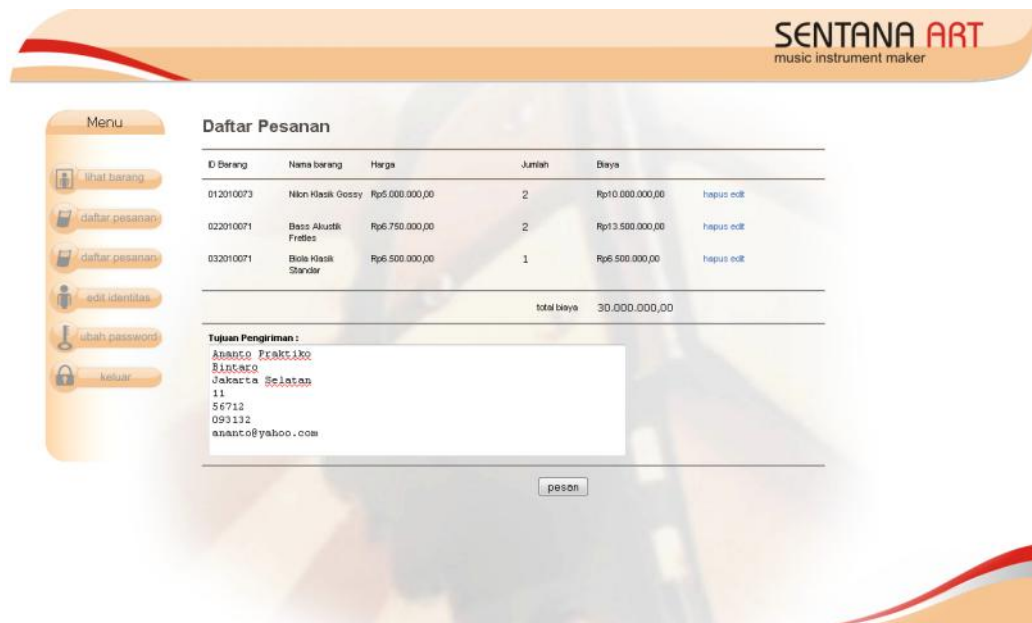 SENTANA ART
music instrument maker
Menu
lihat barang
daftar pesanan
daftar pesanan
edit identitas
ubah password
keluar
Daftar Pesanan
ID Barang Nama barang Harga Jumlah Biaya
012010073 Nilon Klasik Gossy Rp5.000.000,00 2 Rp10.000.000,00 hapus edit
022010071 Bass Akustik Rp6.750.000,00 2 Rp13.500.000,00 hapus edit
Fretles
032010071 Biola Klasik Rp6.500.000,00 1 Rp6.500.000,00 hapus edit
Standar
total biaya 30.000.000,00
Tujuan Pengiriman :
Ananto Praktiko
Bintaro
Jakarta Selatan
11
56712
093132
ananto@yahoo.com
pesan